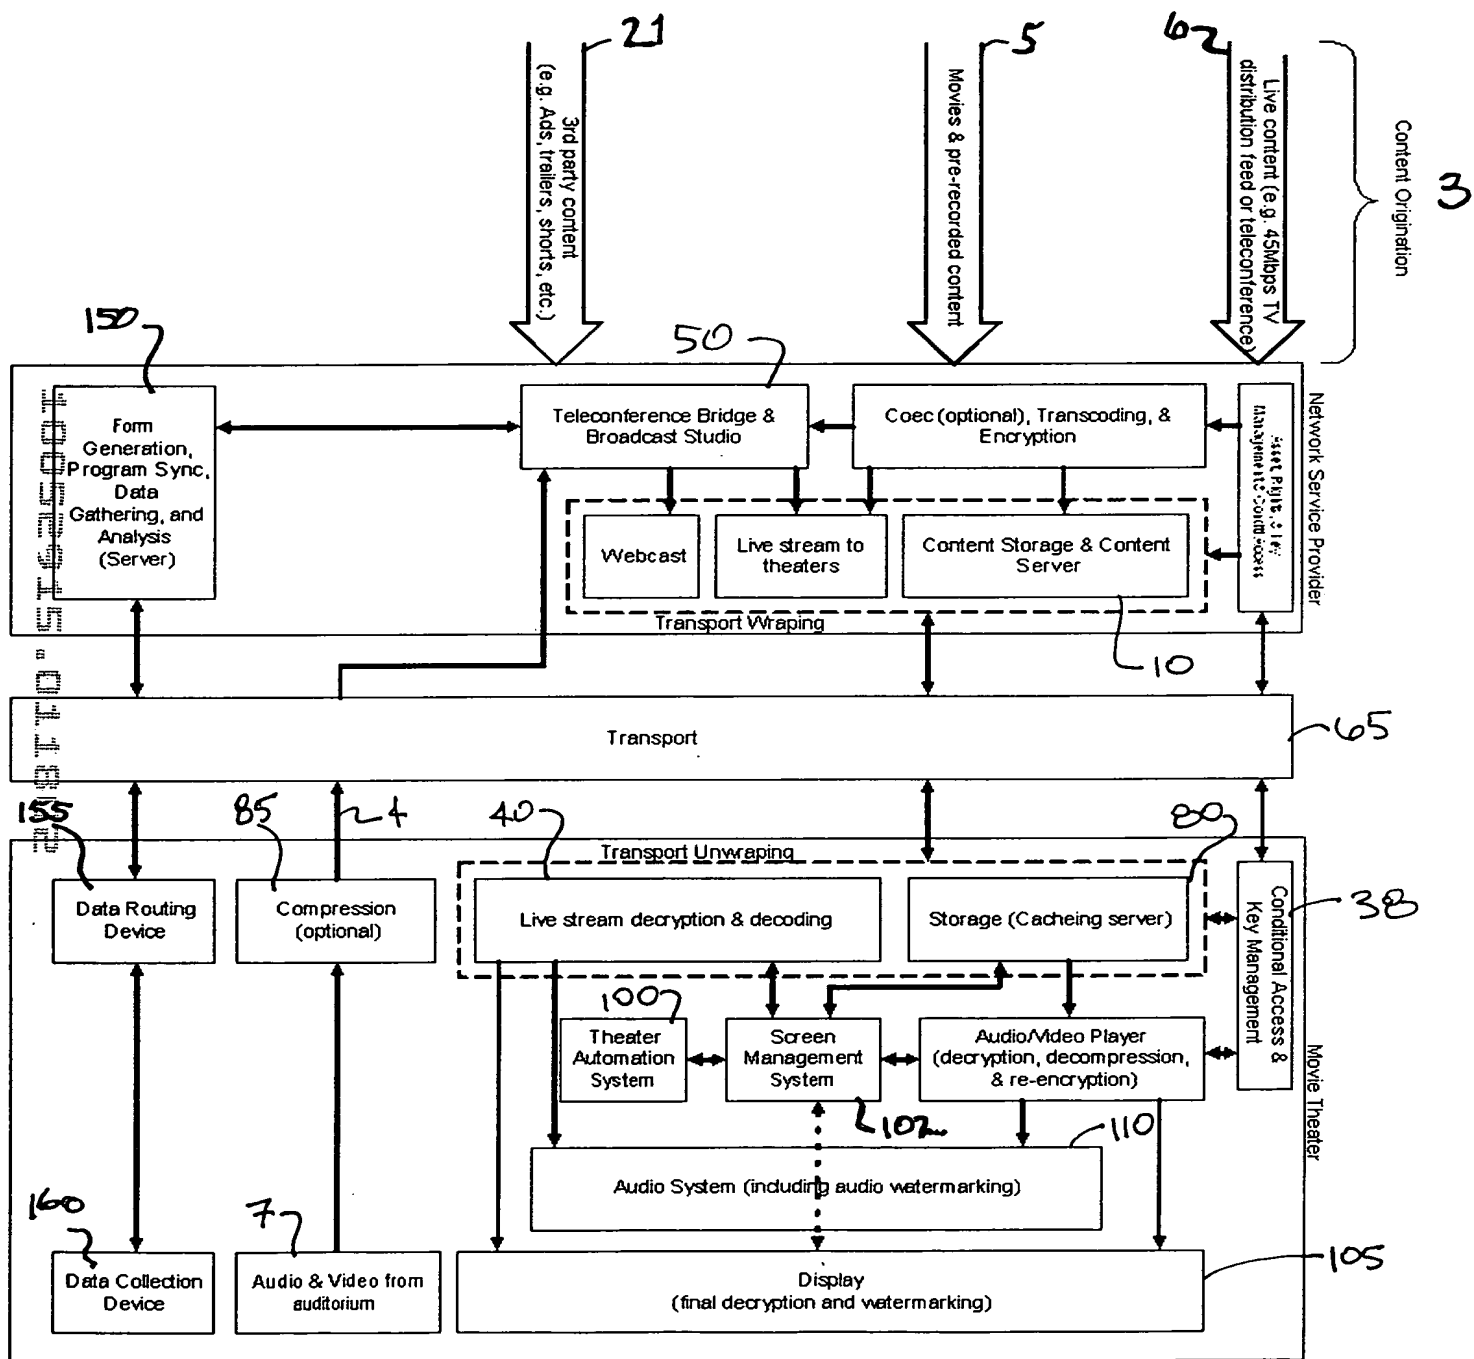 21
5
62
3rd party content
(e.g. Ads, trailers, shorts, etc.)
Movies & pre-recorded content
Live content (e.g. 45Mbps TV
distribution feed or teleconference)
Content Origination
3
150
50
Form
Generation,
Program Sync,
Data
Gathering, and
Analysis
(Server)
Teleconference Bridge &
Broadcast Studio
Coec (optional), Transcoding, &
Encryption
Asset Right, & key
Management
Network Service Provider
Webcast
Live stream to
theaters
Content Storage & Content
Server
Transport Wraping
10
Transport
65
155
85
4
40
80
Transport Unwraping
Data Routing
Device
Compression
(optional)
Live stream decryption & decoding
Storage (Cacheing server)
Conditional Access &
Key Management
38
100
Theater
Automation
System
Screen
Management
System
Audio/Video Player
(decryption, decompression,
& re-encryption)
Movie Theater
102
110
Audio System (including audio watermarking)
160
7
105
Data Collection
Device
Audio & Video from
auditorium
Display
(final decryption and watermarking)